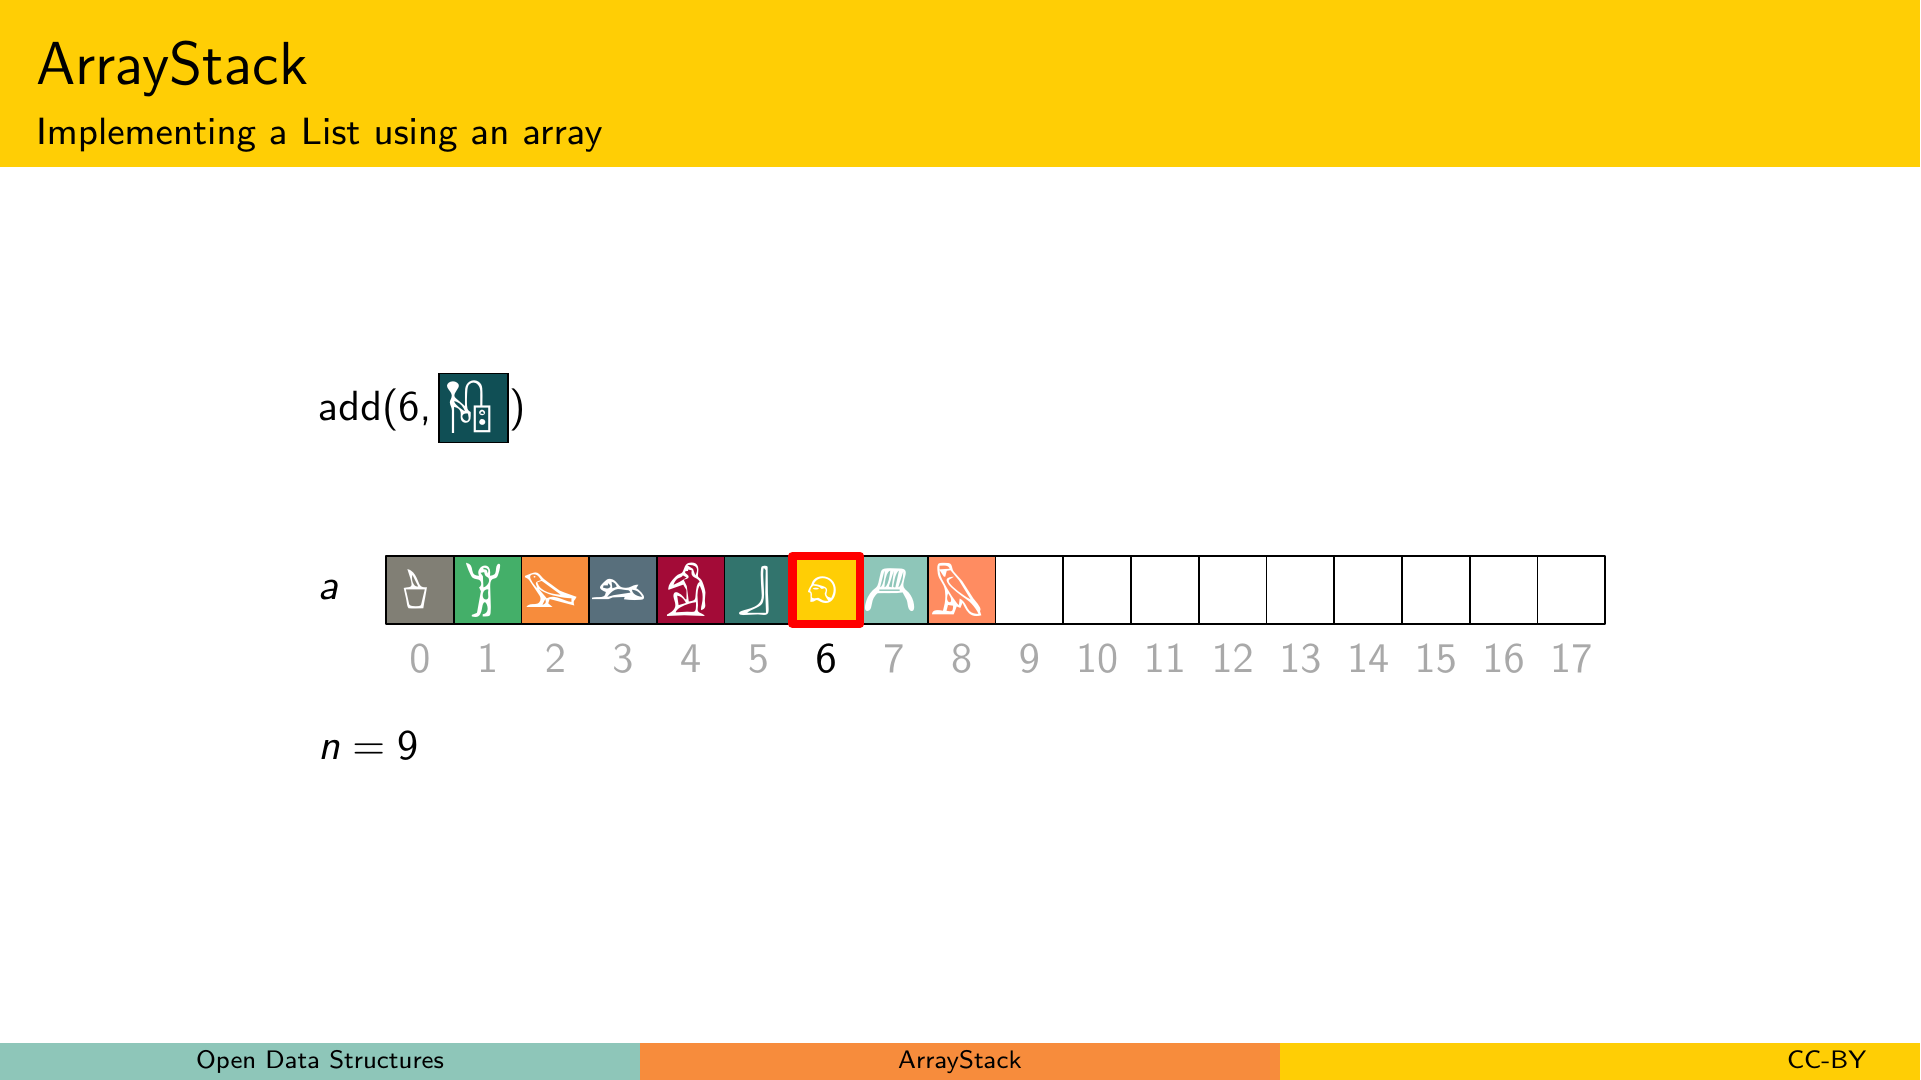 ArrayStack
Implementing a List using an array
add(6, )
a
0 1 2 3 4 5 6 7 8 9 10 11 12 13 14 15 16 17
n = 9
Open Data Structures ArrayStack CC-BY